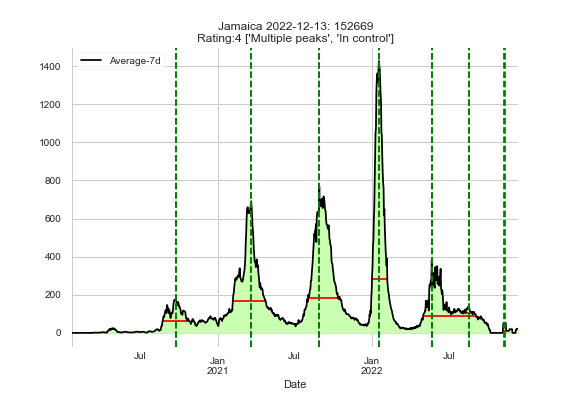 Jamaica 2022-12-13: 152669
Rating:4 ['Multiple peaks', 'In control']
Average-7d
1400
1200
1000
800
600
400
200
0
Jul
Jan
2021
Jul
Jan
2022
Jul
Date